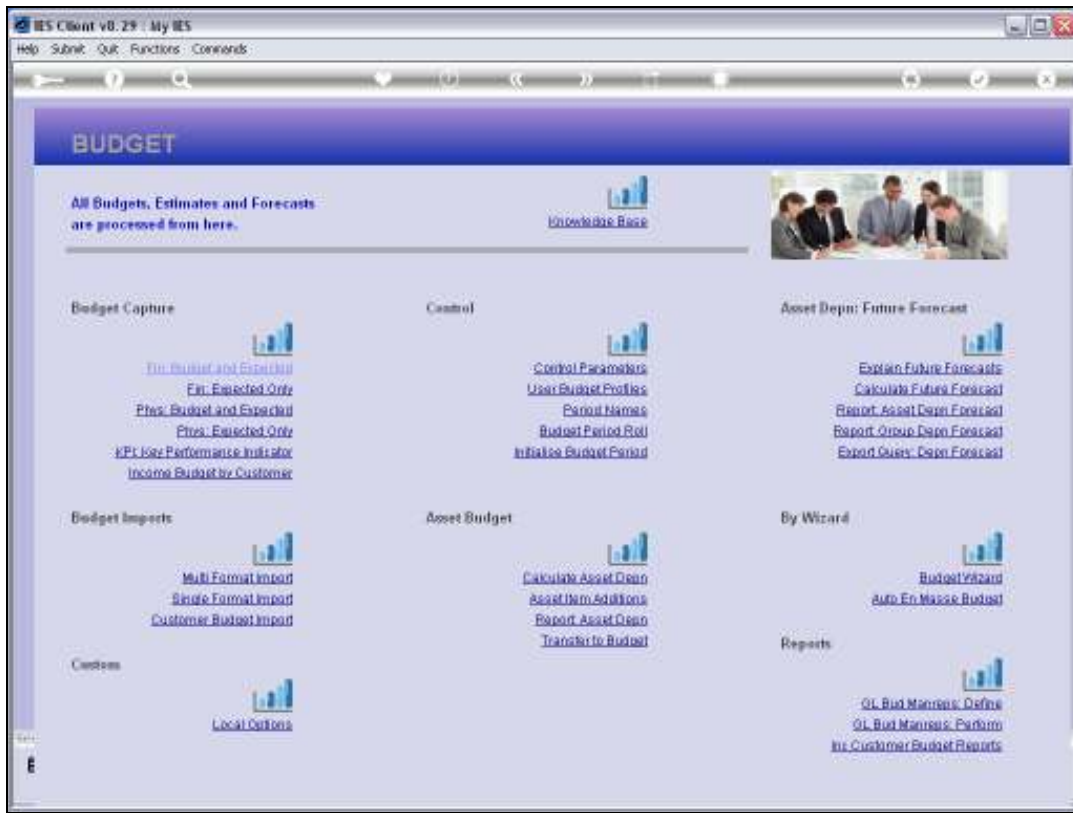 IES Client v8.29 : My IES
Help Submit Quit Functions Commands
BUDGET
All Budgets, Estimates and Forecasts
are processed from here.
Knowledge Base
Budget Capture
Fin: Budget and Expected
Fin: Expected Only
Phys: Budget and Expected
Phys: Expected Only
KPI: Key Performance Indicator
Income Budget by Customer
Control
Control Parameters
User Budget Profiles
Period Names
Budget Period Roll
Initialise Budget Period
Asset Depn: Future Forecast
Explain Future Forecasts
Calculate Future Forecast
Report: Asset Depn Forecast
Report: Group Depn Forecast
Export Query: Depn Forecast
Budget Imports
Multi Format Import
Single Format Import
Customer Budget Import
Asset Budget
Calculate Asset Depn
Asset Item Additions
Report Asset Depn
Transfer to Budget
By Wizard
Budget Wizard
Auto En Masse Budget
Custom
Local Options
Reports
GL Bud Manreps: Define
GL Bud Manreps: Perform
Inc Customer Budget Reports